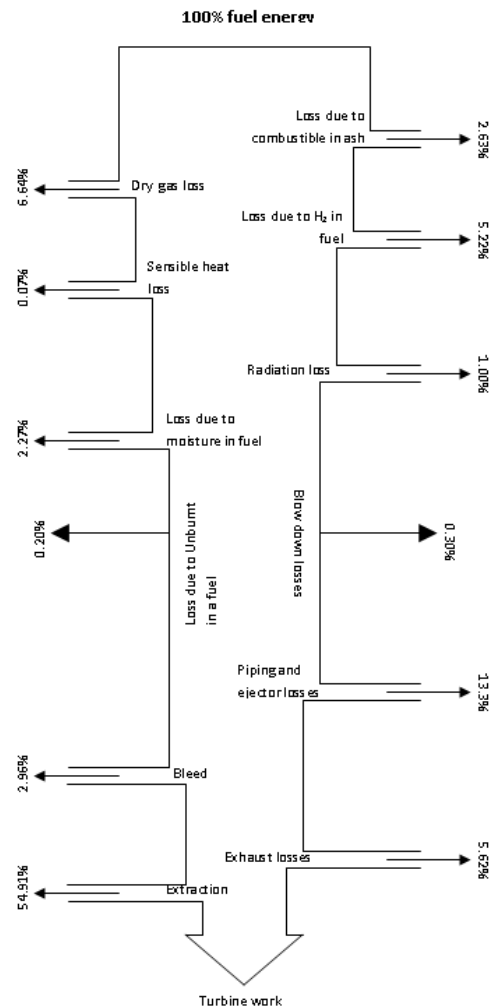 100% fuel energy
Loss due to
combustible in ash
2.63%
6.64%
Dry gas loss
Loss due to H₂ in
fuel
5.22%
Sensible heat
loss
0.07%
Radiation loss
1.00%
Loss due to
moisture in fuel
2.27%
0.20%
Loss due to Unburnt
in a fuel
Blow down losses
0.30%
Piping and
ejector losses
13.3%
2.96%
Bleed
Exhaust losses
5.62%
54.91%
Extraction
Turbine work